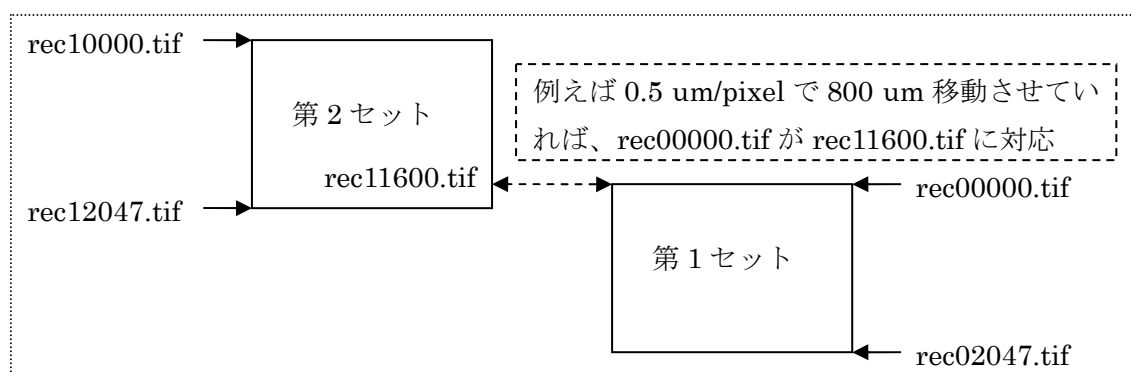 rec10000.tif
第 2 セット
例えば 0.5 um/pixel で 800 um 移動させてい
れば、rec00000.tif が rec11600.tif に対応
rec11600.tif
rec00000.tif
rec12047.tif
第 1 セット
rec02047.tif